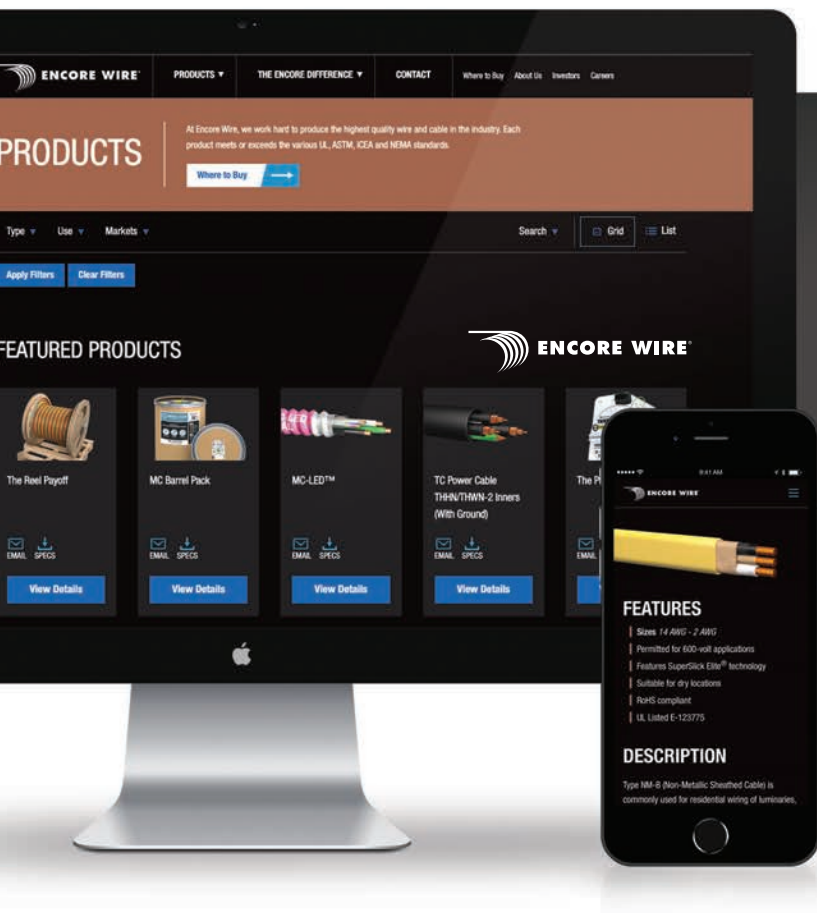 ENCORE WIRE®
PRODUCTS ▼
THE ENCORE DIFFERENCE ▼
CONTACT
Where to Buy
About Us
Investors
Careers
PRODUCTS
At Encore Wire, we work hard to produce the highest quality wire and cable in the industry. Each
product meets or exceeds the various UL, ASTM, ICEA and NEMA standards.
Where to Buy
Type ▼
Use ▼
Markets ▼
Search ▼
Grid
List
Apply Filters
Clear Filters
FEATURED PRODUCTS
ENCORE WIRE®
The Reel Payoff
EMAIL SPECS
View Details
MC Barrel Pack
EMAIL SPECS
View Details
MC-LED™
EMAIL SPECS
View Details
TC Power Cable
THHN/THWN-2 Inners
(With Ground)
EMAIL SPECS
View Details
The P
EMAIL
9:41 AM
ENCORE WIRE
FEATURES
Sizes 14 AWG - 2 AWG
Permitted for 600-volt applications
Features SuperSlick Elite® technology
Suitable for dry locations
RoHS compliant
UL Listed E-123775
DESCRIPTION
Type NM-B (Non-Metallic Sheathed Cable) is
commonly used for residential wiring of luminaries,